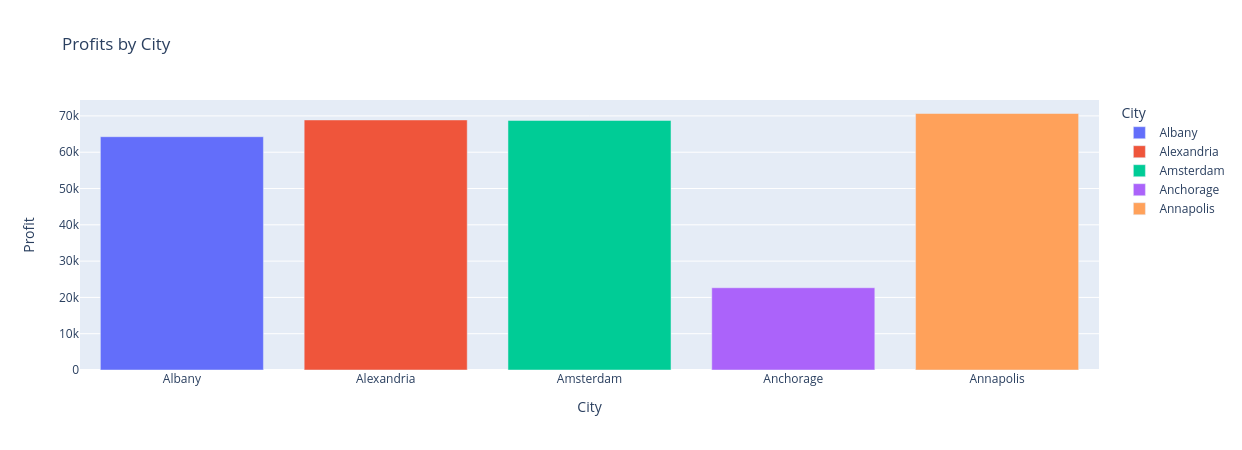 Profits by City
70k
60k
50k
40k
30k
20k
10k
0
Profit
Albany
Alexandria
Amsterdam
Anchorage
Annapolis
City
City
Albany
Alexandria
Amsterdam
Anchorage
Annapolis